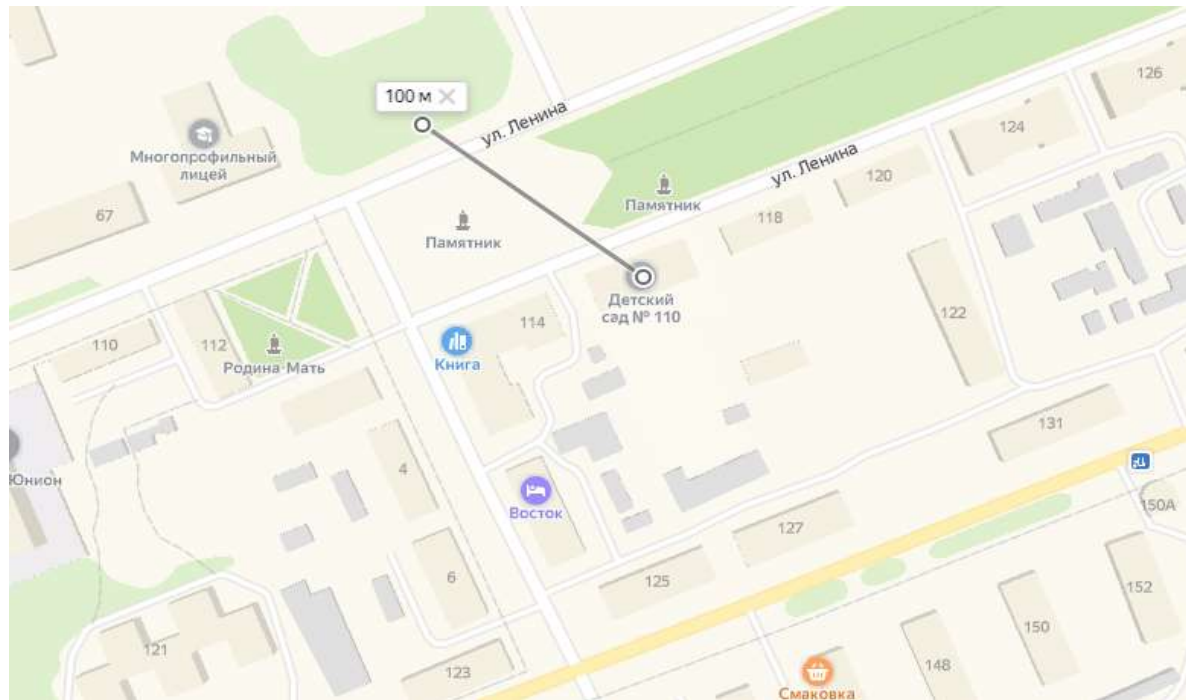 126
100 м
ул. Ленина
124
Многопрофильный
лицей
ул. Ленина
120
67
Памятник
118
Памятник
Детский
сад № 110
122
114
110
112
Родина Мать
Книга
131
4
Юнион
Восток
150А
127
6
125
152
150
121
123
148
Смаковка